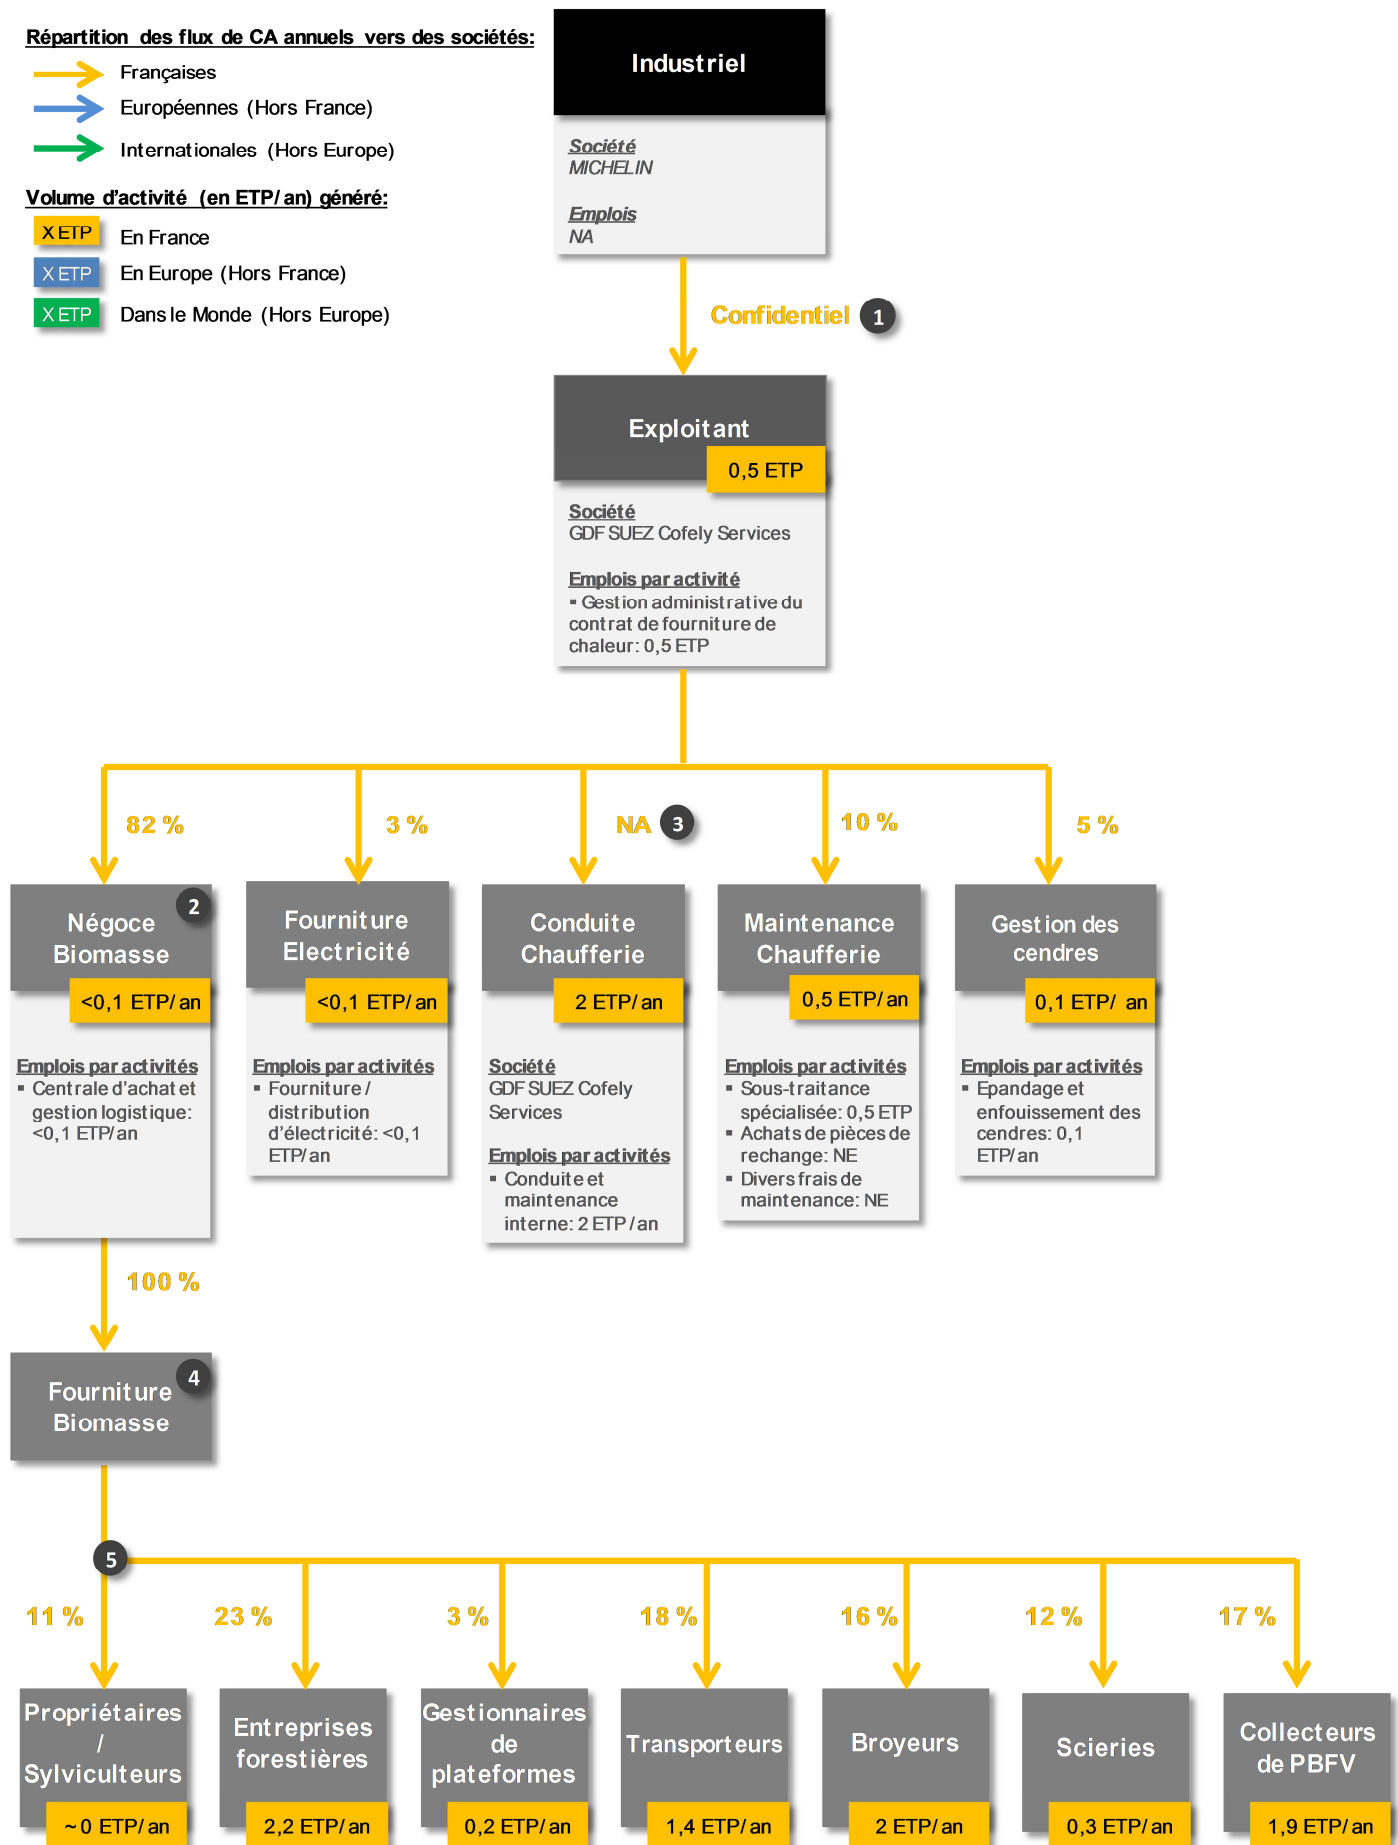 Répartition des flux de CA annuels vers des sociétés:
Françaises
Européennes (Hors France)
Internationales (Hors Europe)
Volume d'activité (en ETP/ an) généré:
X ETP En France
X ETP En Europe (Hors France)
X ETP Dans le Monde (Hors Europe)
Industriel
Société
MICHELIN
Emplois
NA
Confidentiel 1
Exploitant
0,5 ETP
Société
GDF SUEZ Cofely Services
Emplois par activité
▪ Gestion administrative du
contrat de fourniture de
chaleur: 0,5 ETP
82 %
3 %
NA 3
10 %
5 %
2
Négoce
Biomasse
<0,1 ETP/ an
Emplois par activités
▪ Centrale d'achat et
gestion logistique:
<0,1 ETP/an
Fourniture
Electricité
<0,1 ETP/ an
Emplois par activités
▪ Fourniture /
distribution
d'électricité: <0,1
ETP/an
Conduite
Chaufferie
2 ETP/ an
Société
GDF SUEZ Cofely
Services
Emplois par activités
▪ Conduite et
maintenance
interne: 2 ETP /an
Maintenance
Chaufferie
0,5 ETP/ an
Emplois par activités
▪ Sous-traitance
spécialisée: 0,5 ETP
▪ Achats de pièces de
rechange: NE
▪ Divers frais de
maintenance: NE
Gestion des
cendres
0,1 ETP/ an
Emplois par activités
▪ Epandage et
enfouissement des
cendres: 0,1
ETP/an
100 %
4
Fourniture
Biomasse
5
11 %
23 %
3 %
18 %
16 %
12 %
17 %
Propriétaires
/
Sylviculteurs
~0 ETP/an
Entreprises
forestières
2,2 ETP/an
Gestionnaires
de
plateformes
0,2 ETP/an
Transporteurs
1,4 ETP/an
Broyeurs
2 ETP/an
Scieries
0,3 ETP/an
Collecteurs
de PBFV
1,9 ETP/an